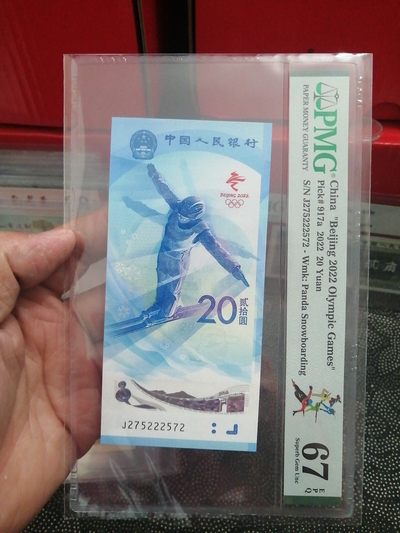 中国人民银行
BEIJING 2022
20
贰拾圆
J275222572
PMG
PAPER MONEY GUARANTY
China "Beijing 2022 Olympic Games"
Pick# 917a 2022 20 Yuan
S/N J275222572 - Wmk: Panda Snowboarding
67 EPQ
Superb Gem Unc